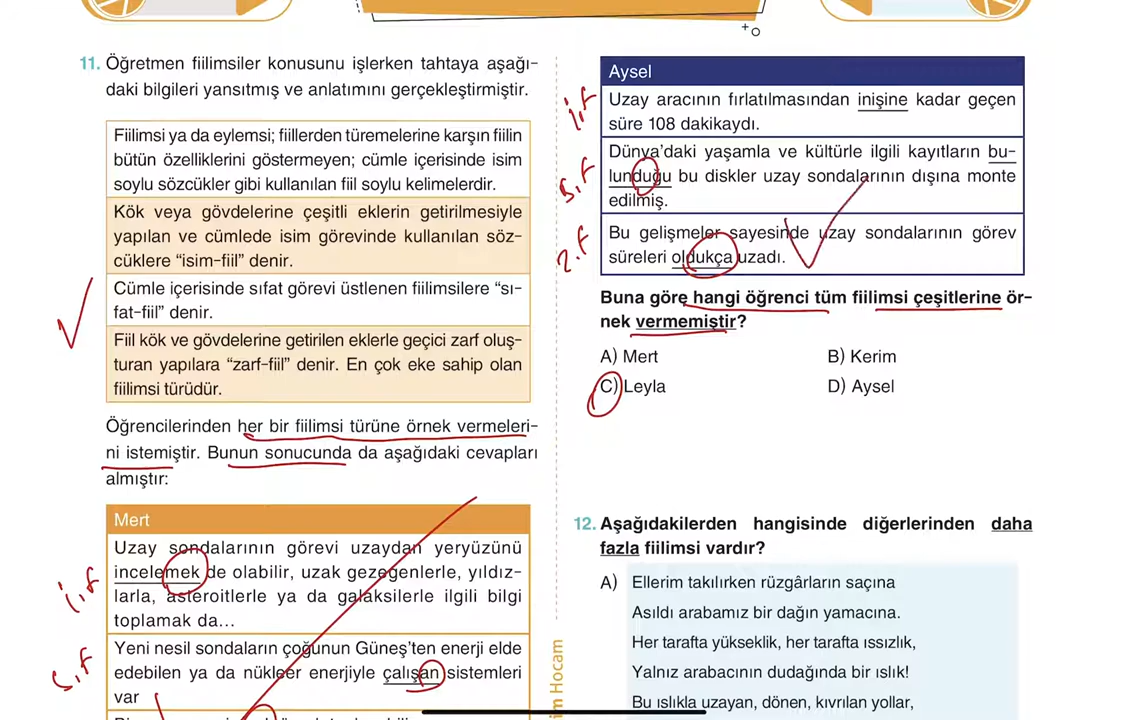 11. Öğretmen fiilimsiler konusunu işlerken tahtaya aşağı-
daki bilgileri yansıtmış ve anlatımını gerçekleştirmiştir.
Fiilimsi ya da eylemsi; fiillerden türemelerine karşın fiilin
bütün özelliklerini göstermeyen; cümle içerisinde isim
soylu sözcükler gibi kullanılan fiil soylu kelimelerdir.
Kök veya gövdelerine çeşitli eklerin getirilmesiyle
yapılan ve cümlede isim görevinde kullanılan söz-
cüklere “isim-fiil” denir.
Cümle içerisinde sıfat görevi üstlenen fiilimsilere “sı-
fat-fiil” denir.
Fiil kök ve gövdelerine getirilen eklerle geçici zarf oluş-
turan yapılara “zarf-fiil” denir. En çok eke sahip olan
fiilimsi türüdür.
Öğrencilerinden her bir fiilimsi türüne örnek vermeleri-
ni istemiştir. Bunun sonucunda da aşağıdaki cevapları
almıştır:
Mert
Uzay sondalarının görevi uzaydan yeryüzünü
i.f
incelemek de olabilir, uzak gezegenlerle, yıldız-
larla, asteroitlerle ya da galaksilerle ilgili bilgi
toplamak da...
Yeni nesil sondaların çoğunun Güneş’ten enerji elde
s.f
edebilen ya da nükleer enerjiyle çalışan sistemleri
var
Aysel
i.f
Uzay aracının fırlatılmasından inişine kadar geçen
süre 108 dakikaydı.
Dünya’daki yaşamla ve kültürle ilgili kayıtların bu-
s.f
lunduğu bu diskler uzay sondalarının dışına monte
edilmiş.
Bu gelişmeler sayesinde uzay sondalarının görev
z.f
süreleri oldukça uzadı.
Buna göre hangi öğrenci tüm fiilimsi çeşitlerine ör-
nek vermemiştir?
A) Mert B) Kerim
C) Leyla D) Aysel
12. Aşağıdakilerden hangisinde diğerlerinden daha
fazla fiilimsi vardır?
A) Ellerim takılırken rüzgârların saçına
Asıldı arabamız bir dağın yamacına.
Her tarafta yükseklik, her tarafta ıssızlık,
Yalnız arabacının dudağında bir ıslık!
Bu ıslıkla uzayan, dönen, kıvrılan yollar,
Hocam